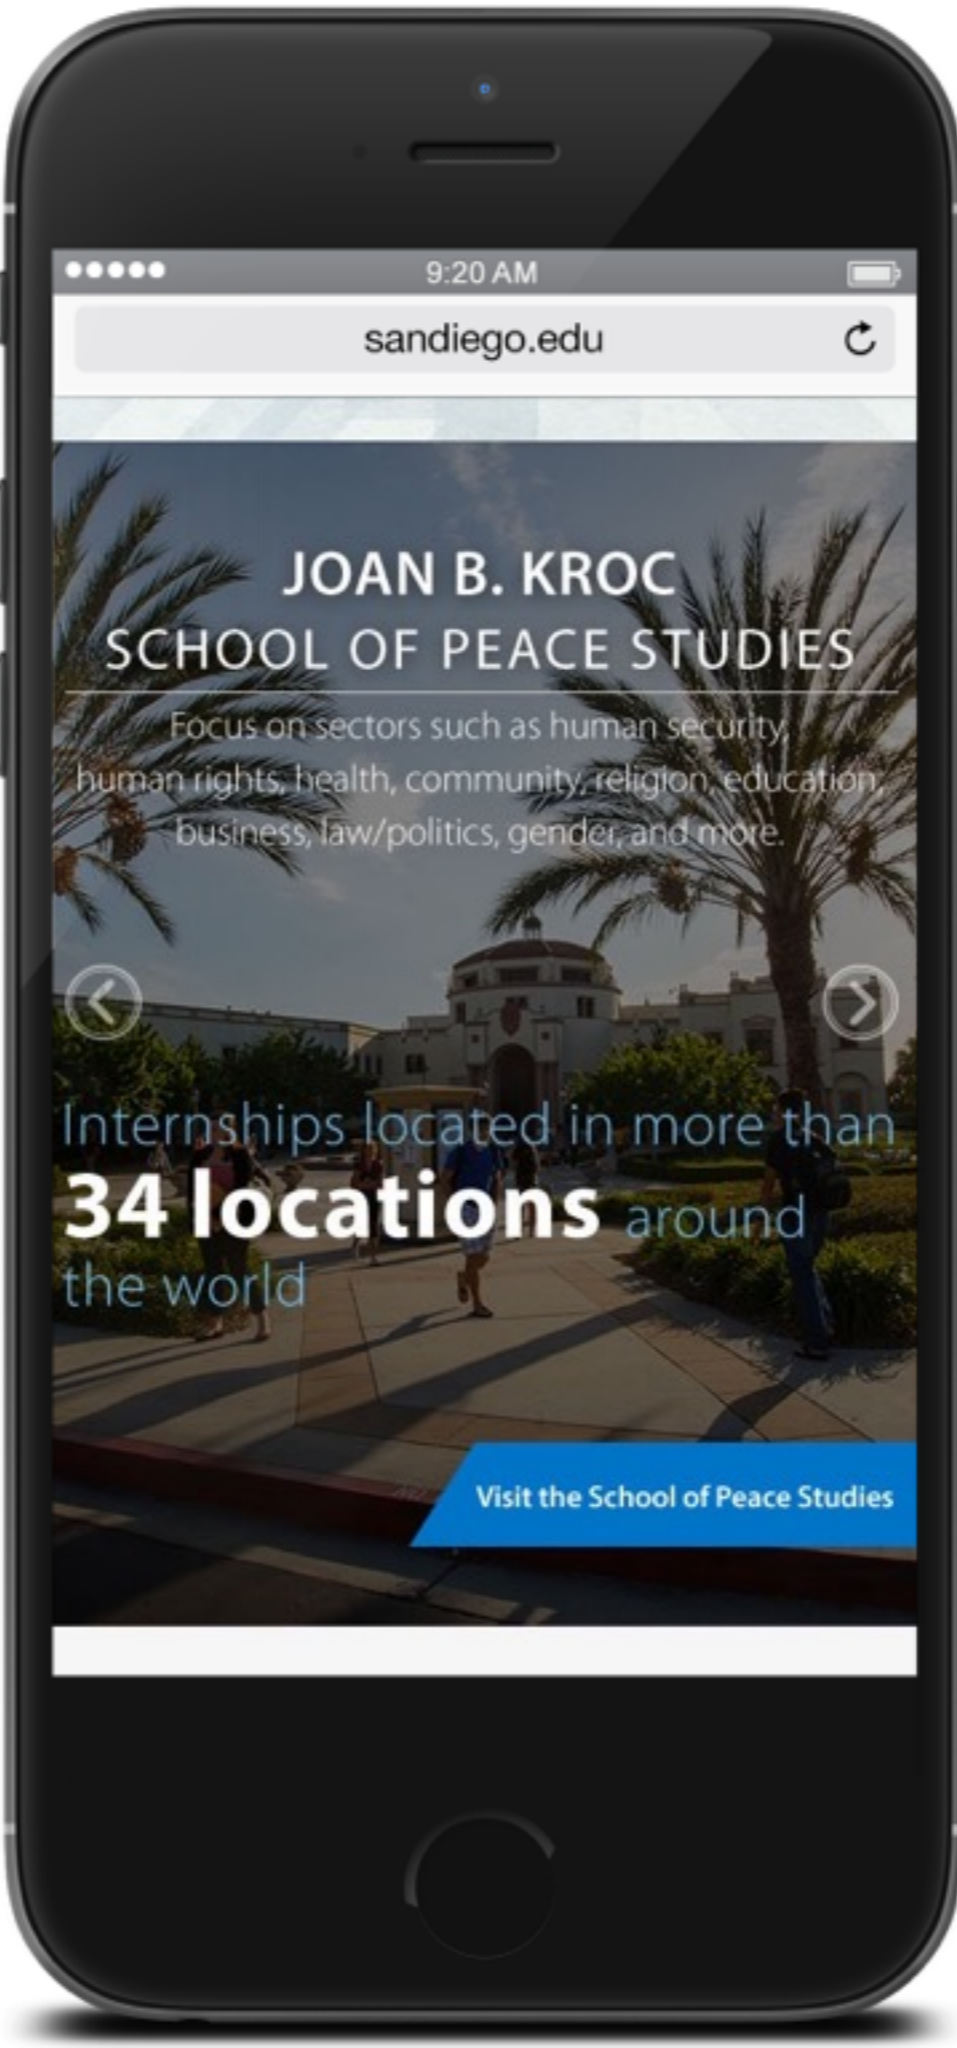 9:20 AM
sandiego.edu
JOAN B. KROC
SCHOOL OF PEACE STUDIES
Focus on sectors such as human security,
human rights, health, community, religion, education,
business, law/politics, gender, and more.
Internships located in more than
34 locations around
the world
Visit the School of Peace Studies